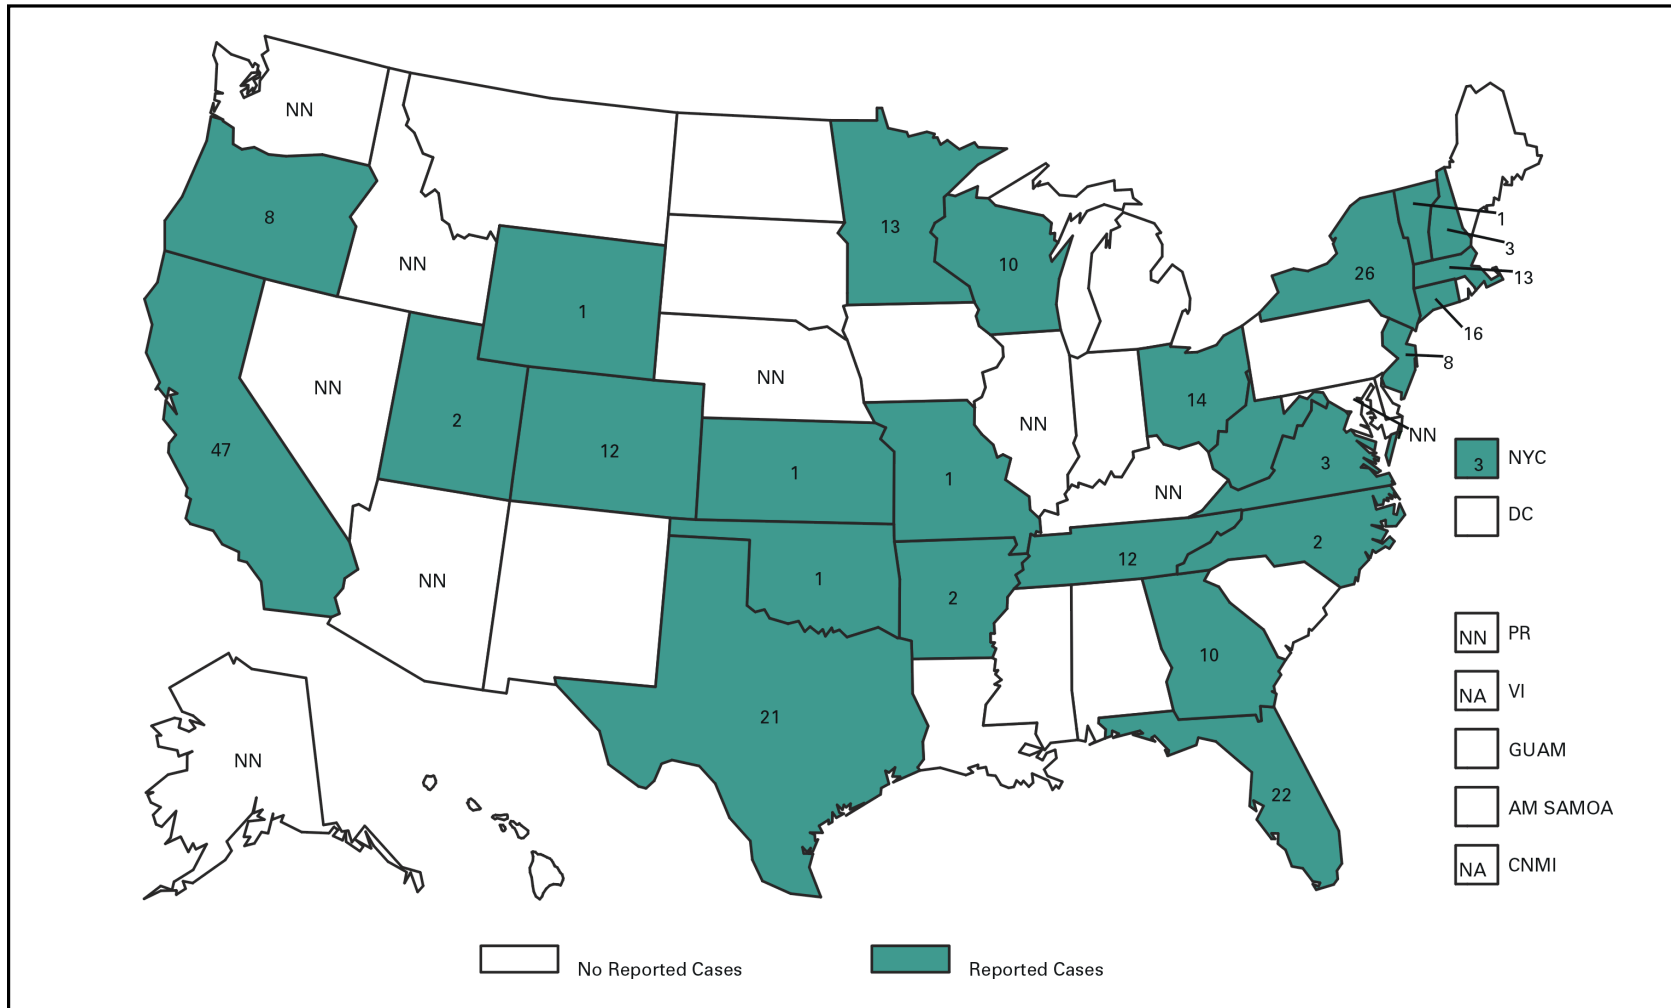 NN
8
NN
13
10
1
3
26
13
1
16
NN
8
2
12
NN
14
47
1
1
NN
3
NN
NN
3 NYC
DC
NN
1
2
12
2
10
NN PR
NA VI
21
NN
GUAM
22
AM SAMOA
NA CNMI
No Reported Cases
Reported Cases